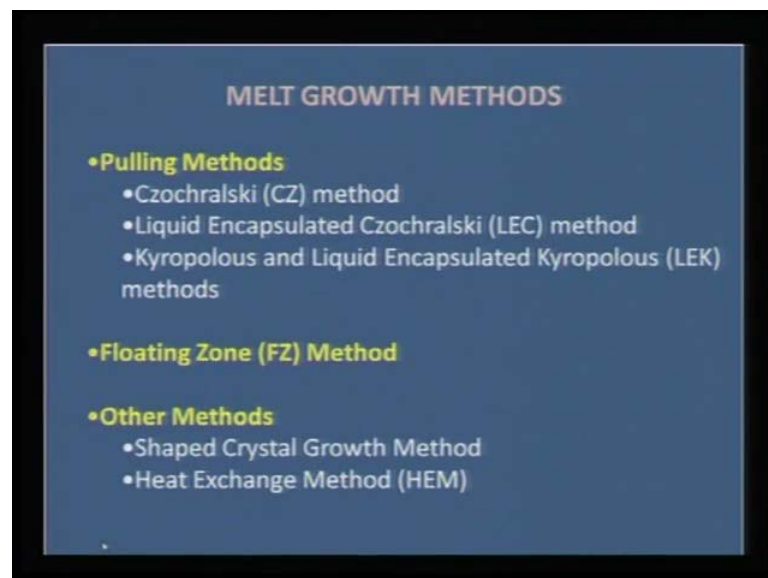 MELT GROWTH METHODS
•Pulling Methods
•Czochralski (CZ) method
•Liquid Encapsulated Czochralski (LEC) method
•Kyropolous and Liquid Encapsulated Kyropolous (LEK)
methods
•Floating Zone (FZ) Method
•Other Methods
•Shaped Crystal Growth Method
•Heat Exchange Method (HEM)